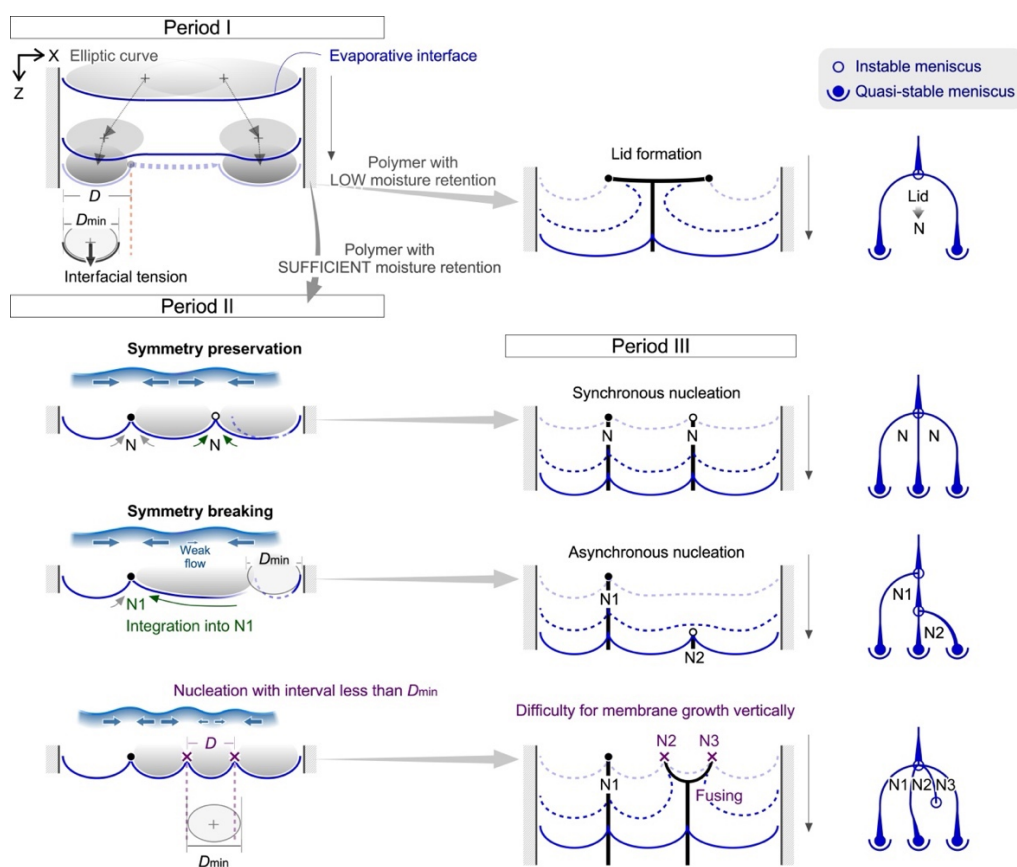 Period I
X
Z
Elliptic curve
Evaporative interface
D
Dmin
Interfacial tension
Polymer with
LOW moisture retention
Polymer with
SUFFICIENT moisture retention
Lid formation
Instable meniscus
Quasi-stable meniscus
Lid
N
Period II
Symmetry preservation
N
N
Period III
Synchronous nucleation
N
N
N
N
Symmetry breaking
Weak
flow
Dmin
N1
Integration into N1
Asynchronous nucleation
N1
N2
N1
N2
Nucleation with interval less than Dmin
D
Dmin
Difficulty for membrane growth vertically
N2
N3
N1
Fusing
N1
N2
N3